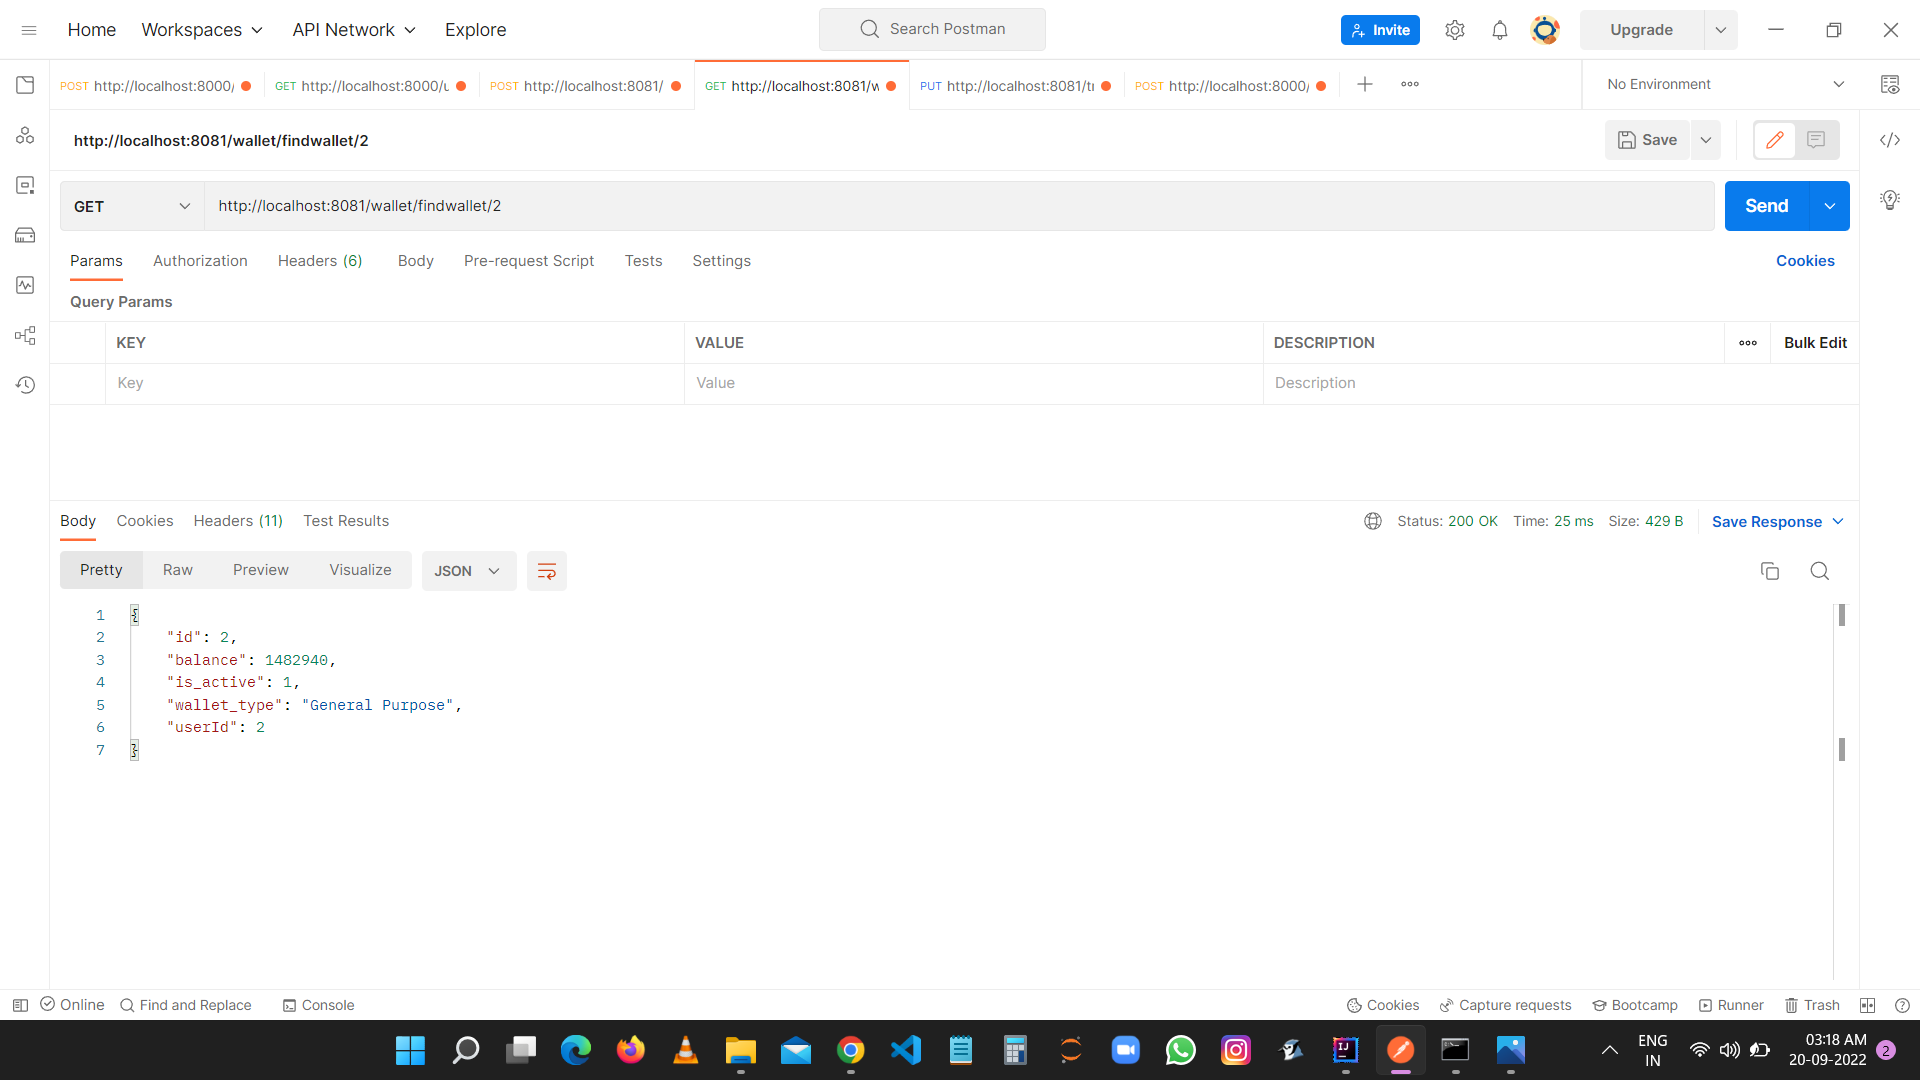 Home Workspaces API Network Explore Search Postman Invite Upgrade
POST http://localhost:8000/ GET http://localhost:8000/u POST http://localhost:8081/ GET http://localhost:8081/w PUT http://localhost:8081/tr POST http://localhost:8000/ No Environment
http://localhost:8081/wallet/findwallet/2 Save
GET http://localhost:8081/wallet/findwallet/2 Send
Params Authorization Headers (6) Body Pre-request Script Tests Settings Cookies
Query Params
KEY VALUE DESCRIPTION Bulk Edit
Key Value Description
Body Cookies Headers (11) Test Results Status: 200 OK Time: 25 ms Size: 429 B Save Response
Pretty Raw Preview Visualize JSON
1 {
2 "id": 2,
3 "balance": 1482940,
4 "is_active": 1,
5 "wallet_type": "General Purpose",
6 "userId": 2
7 }
Online Find and Replace Console Cookies Capture requests Bootcamp Runner Trash
ENG 03:18 AM
IN 20-09-2022 2